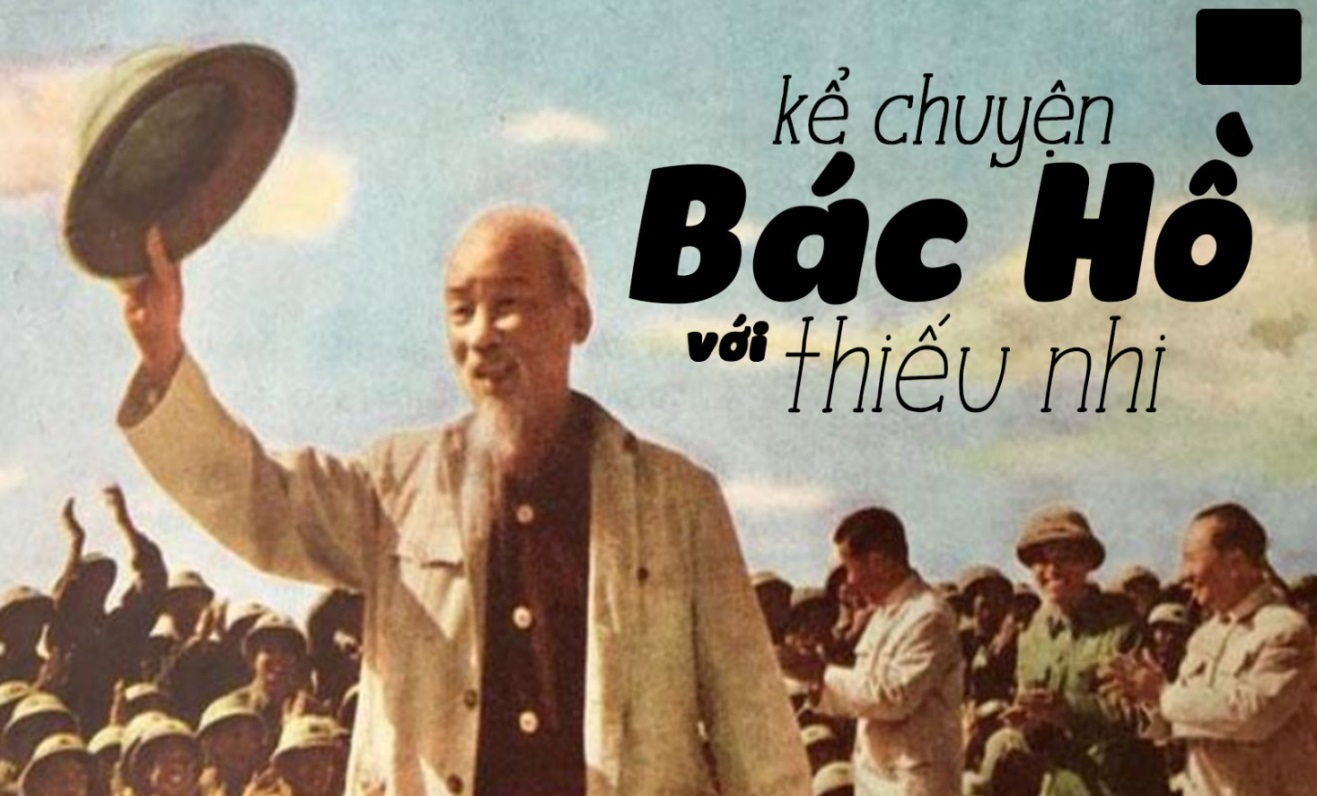 kể chuyện
Bác Hồ
với thiếu nhi